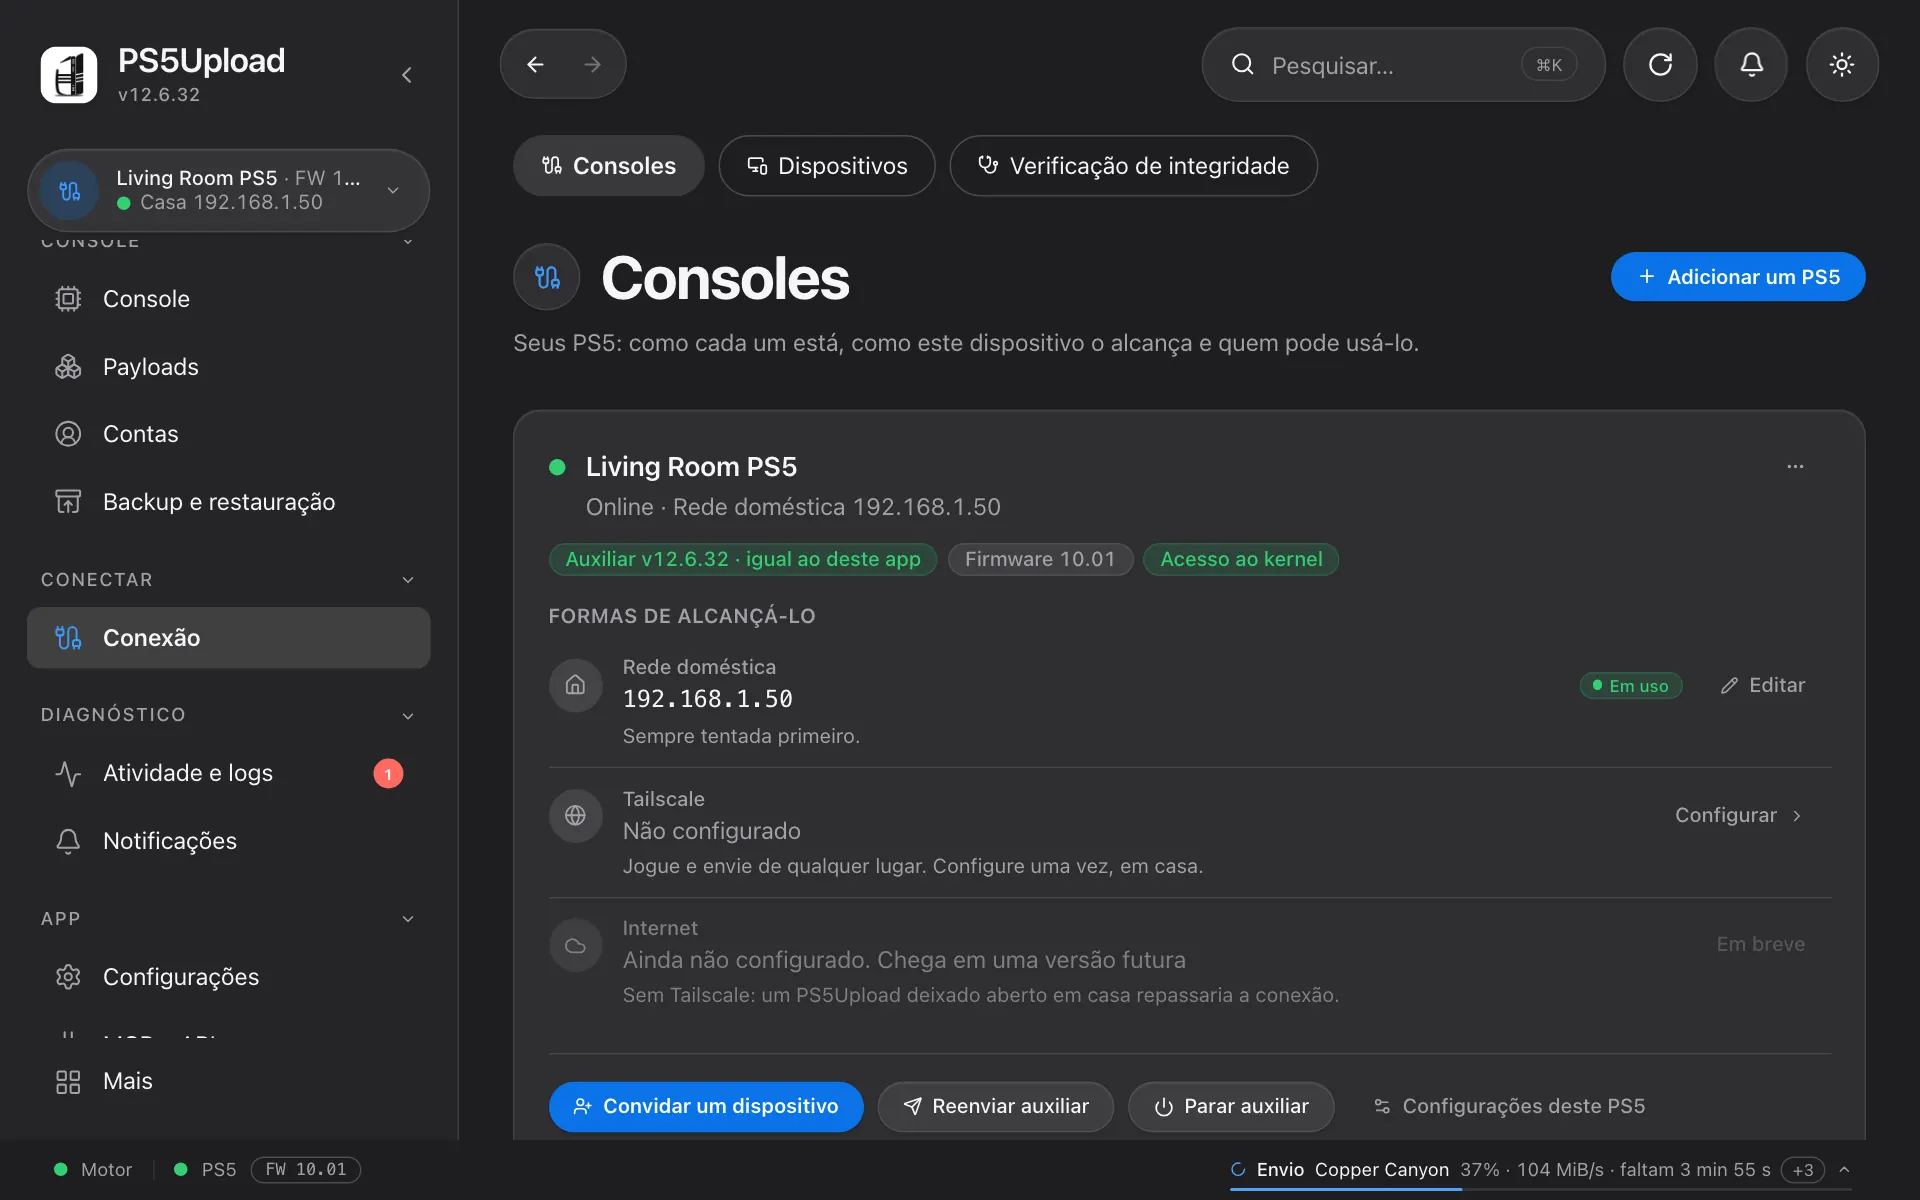 PS5Upload
v12.6.32
Living Room PS5 · FW 1...
Casa 192.168.1.50
CONSOLE
Console
Payloads
Contas
Backup e restauração
CONECTAR
Conexão
DIAGNÓSTICO
Atividade e logs
1
Notificações
APP
Configurações
Mais
Pesquisar...
⌘K
Consoles
Dispositivos
Verificação de integridade
Consoles
Adicionar um PS5
Seus PS5: como cada um está, como este dispositivo o alcança e quem pode usá-lo.
Living Room PS5
Online · Rede doméstica 192.168.1.50
Auxiliar v12.6.32 · igual ao deste app
Firmware 10.01
Acesso ao kernel
FORMAS DE ALCANÇÁ-LO
Rede doméstica
192.168.1.50
Sempre tentada primeiro.
Em uso
Editar
Tailscale
Não configurado
Jogue e envie de qualquer lugar. Configure uma vez, em casa.
Configurar
Internet
Ainda não configurado. Chega em uma versão futura
Sem Tailscale: um PS5Upload deixado aberto em casa repassaria a conexão.
Em breve
Convidar um dispositivo
Reenviar auxiliar
Parar auxiliar
Configurações deste PS5
Motor
PS5
FW 10.01
Envio Copper Canyon 37% · 104 MiB/s · faltam 3 min 55 s
+3